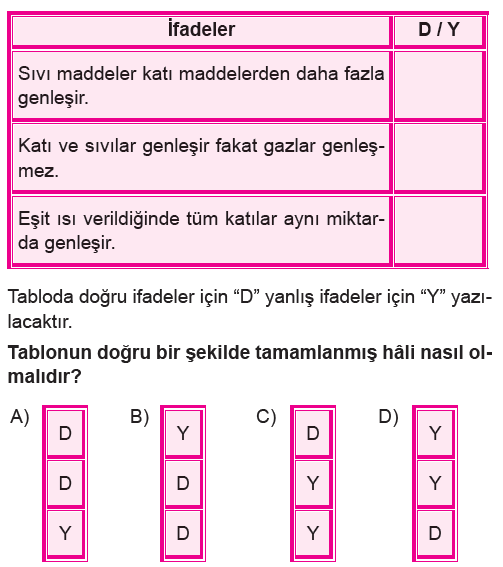 İfadeler D / Y
Sıvı maddeler katı maddelerden daha fazla
genleşir.
Katı ve sıvılar genleşir fakat gazlar genleş-
mez.
Eşit ısı verildiğinde tüm katılar aynı miktar-
da genleşir.
Tabloda doğru ifadeler için “D” yanlış ifadeler için “Y” yazı-
lacaktır.
Tablonun doğru bir şekilde tamamlanmış hâli nasıl ol-
malıdır?
A) B) C) D)
D Y D Y
D D Y Y
Y D Y D